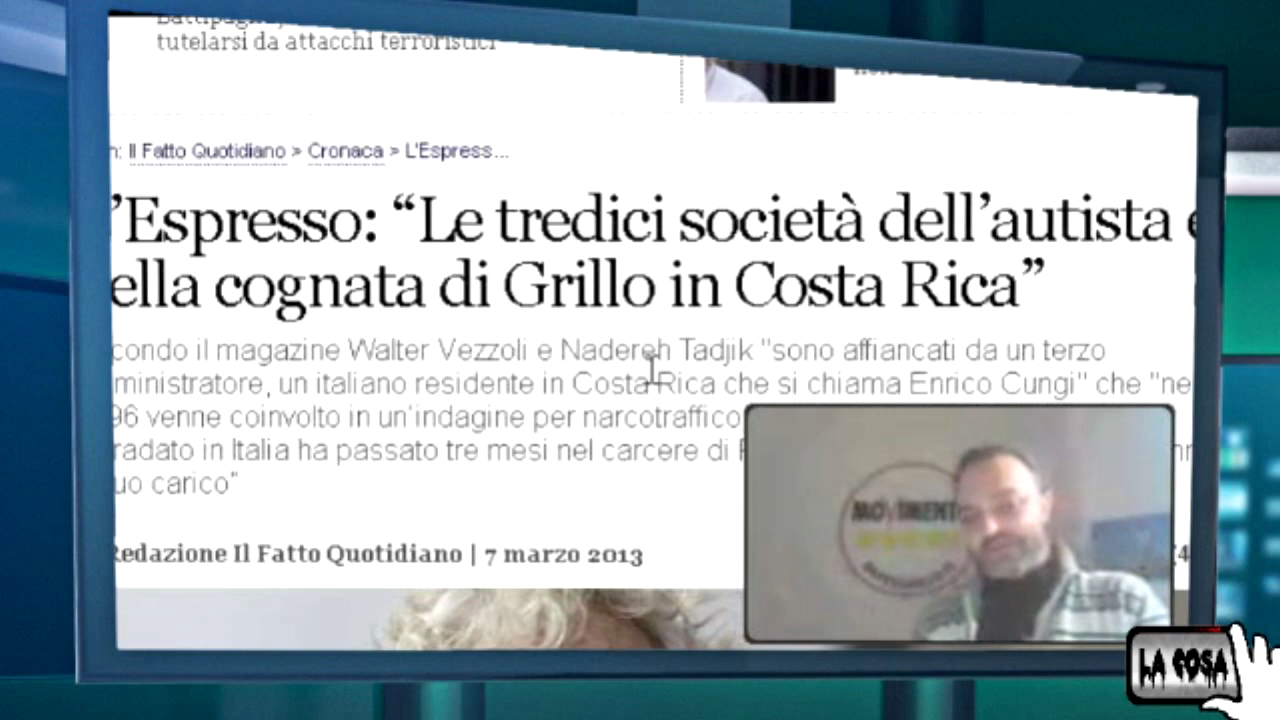 tutelarsi da attacchi terroristici
n: Il Fatto Quotidiano > Cronaca > L'Espress...
'Espresso: “Le tredici società dell'autista e
ella cognata di Grillo in Costa Rica”
condo il magazine Walter Vezzoli e Nadereh Tadjik "sono affiancati da un terzo
ministratore, un italiano residente in Costa Rica che si chiama Enrico Cungi" che "ne
96 venne coinvolto in un'indagine per narcotraffico
radato in Italia ha passato tre mesi nel carcere di
uo carico"
Redazione Il Fatto Quotidiano | 7 marzo 2013
MOVIMENT
LA COSA